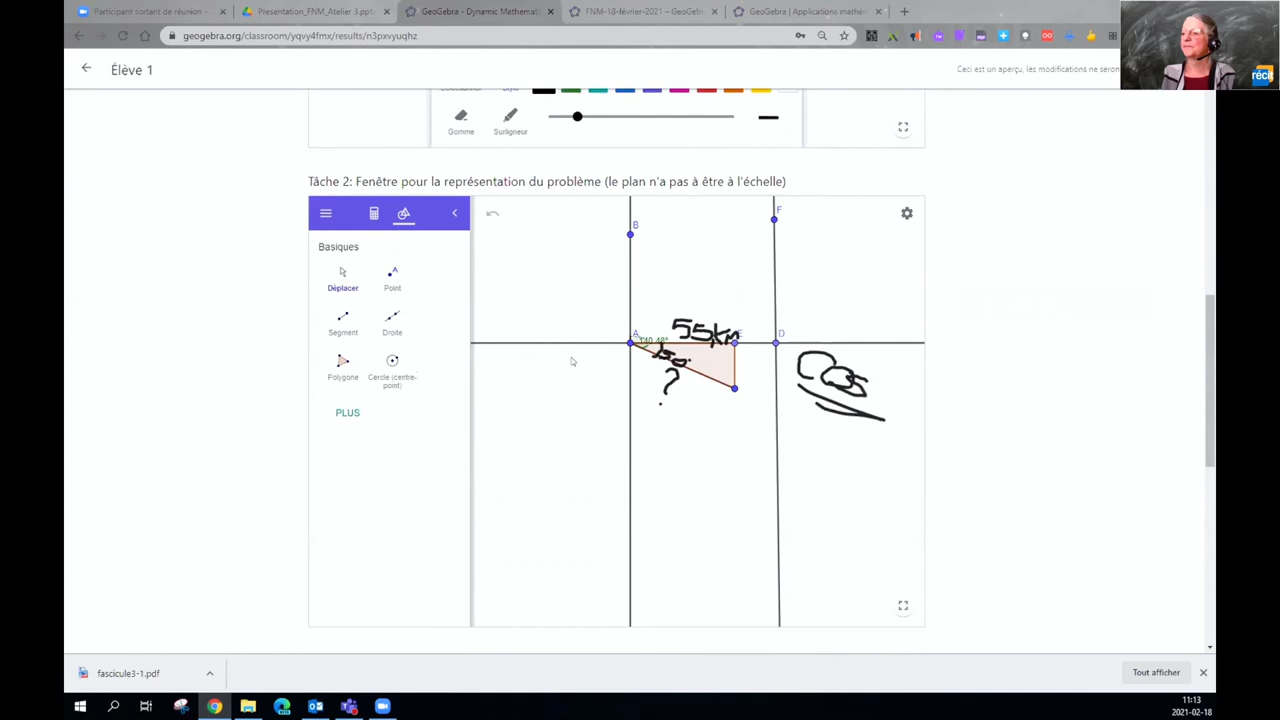 Participant sortant de réunion -
Presentation_FNM_Atelier 3.ppt
GeoGebra - Dynamic Mathemati
FNM-18-février-2021 – GeoGeb
GeoGebra | Applications mathé
geogebra.org/classroom/yqvy4fmx/results/n3pxvyuqhz
Élève 1
Ceci est un aperçu, les modifications ne seront
récit
Gomme
Surligneur
Tâche 2: Fenêtre pour la représentation du problème (le plan n'a pas à être à l'échelle)
Basiques
Déplacer
Point
Segment
Droite
Polygone
Cercle (centre-point)
PLUS
F
B
A
55km
E
D
?
Cos
fascicule3-1.pdf
Tout afficher
11:13
2021-02-18